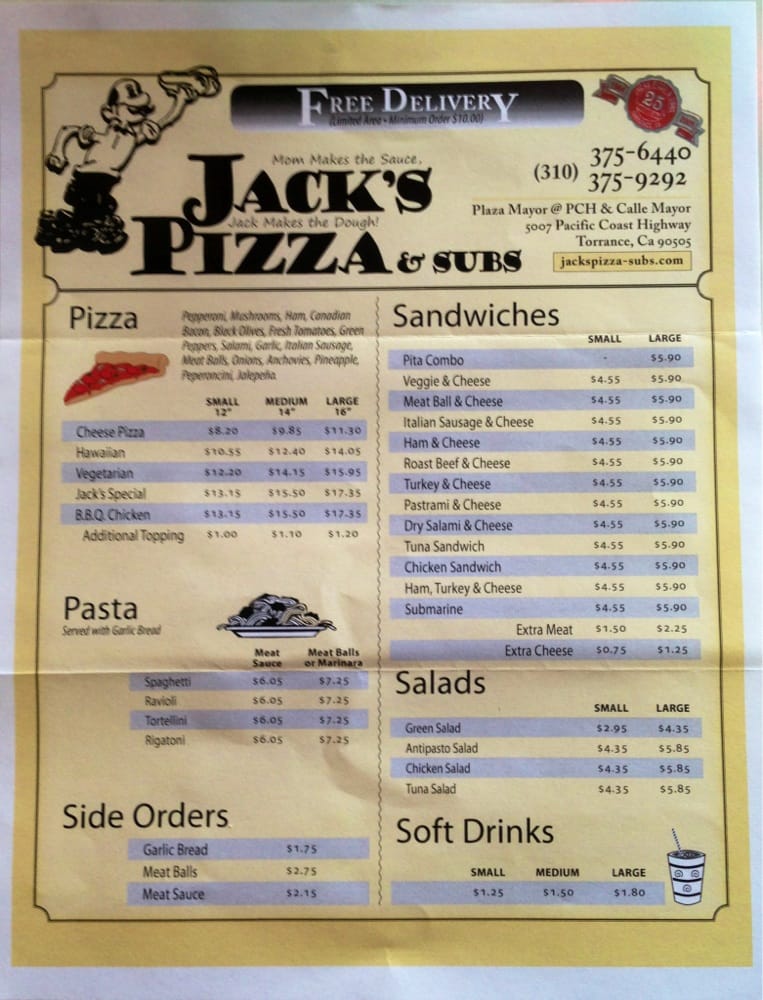 FREE DELIVERY
(Limited Area • Minimum Order $10.00)
25
Mom Makes the Sauce,
JACK'S
Jack Makes the Dough!
PIZZA & SUBS
(310) 375-6440
375-9292
Plaza Mayor @ PCH & Calle Mayor
5007 Pacific Coast Highway
Torrance, Ca 90505
jackspizza-subs.com
Pizza
Pepperoni, Mushrooms, Ham, Canadian
Bacon, Black Olives, Fresh Tomatoes, Green
Peppers, Salami, Garlic, Italian Sausage,
Meat Balls, Onions, Anchovies, Pineapple,
Peperoncini, Jalepeña.
SMALL MEDIUM LARGE
12" 14" 16"
Cheese Pizza $8.20 $9.85 $11.30
Hawaiian $10.55 $12.40 $14.05
Vegetarian $12.20 $14.15 $15.95
Jack's Special $13.15 $15.50 $17.35
B.B.Q. Chicken $13.15 $15.50 $17.35
Additional Topping $1.00 $1.10 $1.20
Pasta
Served with Garlic Bread
Meat Meat Balls
Sauce or Marinara
Spaghetti $6.05 $7.25
Ravioli $6.05 $7.25
Tortellini $6.05 $7.25
Rigatoni $6.05 $7.25
Side Orders
Garlic Bread $1.75
Meat Balls $2.75
Meat Sauce $2.15
Sandwiches
SMALL LARGE
Pita Combo - $5.90
Veggie & Cheese $4.55 $5.90
Meat Ball & Cheese $4.55 $5.90
Italian Sausage & Cheese $4.55 $5.90
Ham & Cheese $4.55 $5.90
Roast Beef & Cheese $4.55 $5.90
Turkey & Cheese $4.55 $5.90
Pastrami & Cheese $4.55 $5.90
Dry Salami & Cheese $4.55 $5.90
Tuna Sandwich $4.55 $5.90
Chicken Sandwich $4.55 $5.90
Ham, Turkey & Cheese $4.55 $5.90
Submarine $4.55 $5.90
Extra Meat $1.50 $2.25
Extra Cheese $0.75 $1.25
Salads
SMALL LARGE
Green Salad $2.95 $4.35
Antipasto Salad $4.35 $5.85
Chicken Salad $4.35 $5.85
Tuna Salad $4.35 $5.85
Soft Drinks
SMALL MEDIUM LARGE
$1.25 $1.50 $1.80